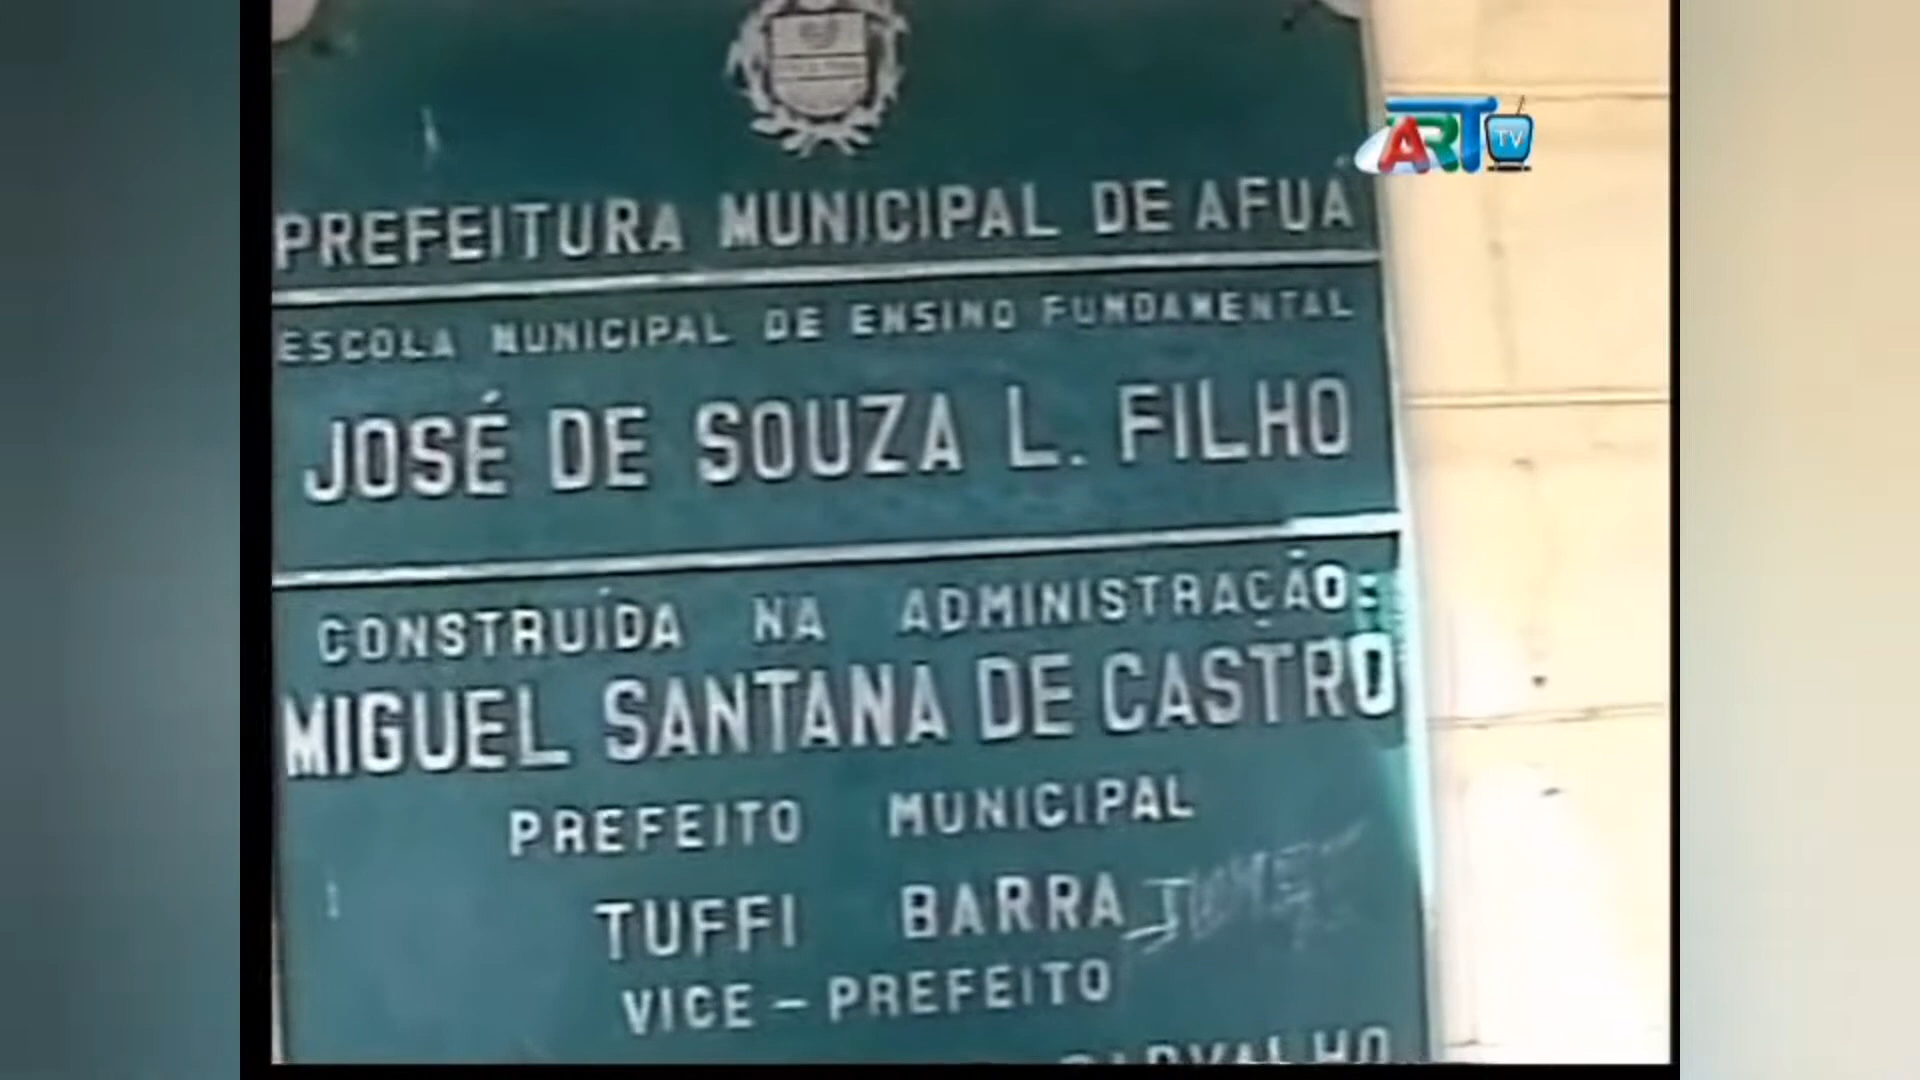 ART TV
PREFEITURA MUNICIPAL DE AFUA
ESCOLA MUNICIPAL DE ENSINO FUNDAMENTAL
JOSÉ DE SOUZA L. FILHO
CONSTRUÍDA NA ADMINISTRAÇÃO:
MIGUEL SANTANA DE CASTRO
PREFEITO MUNICIPAL
TUFFI BARRA
VICE - PREFEITO